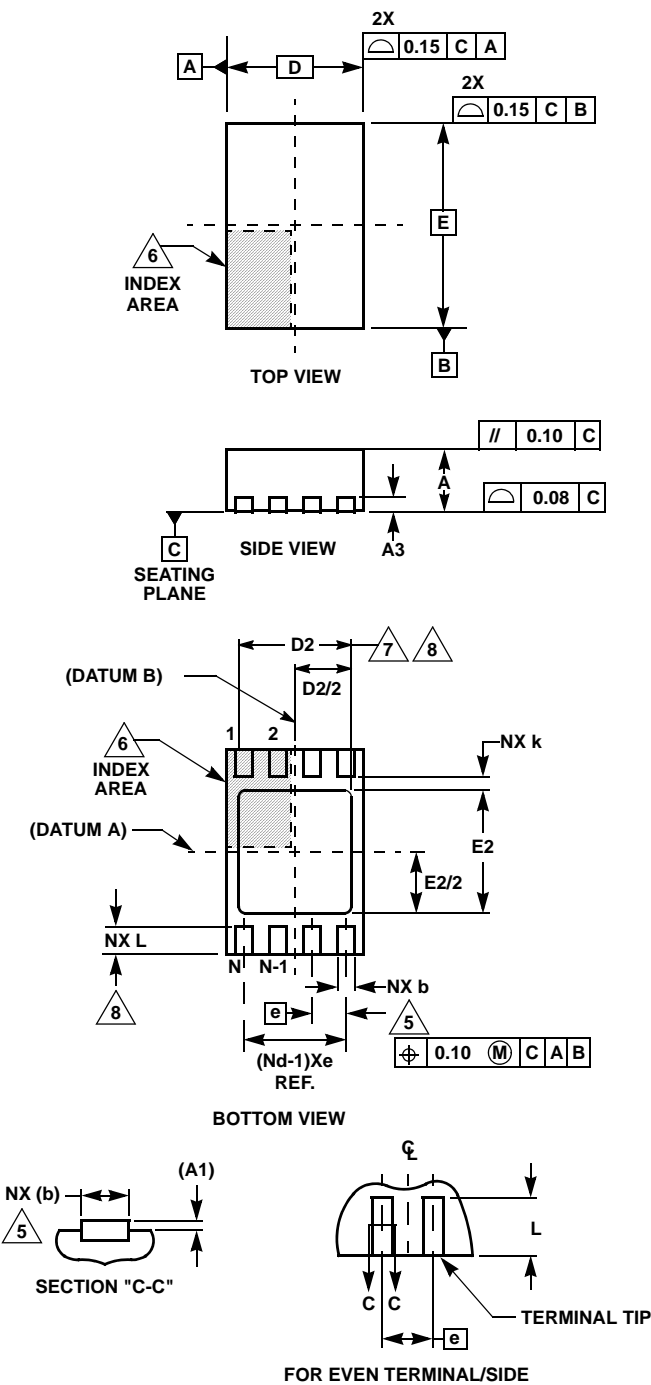 2X
⌓ 0.15 C A
A D
2X
⌓ 0.15 C B
E
6
INDEX
AREA
B
TOP VIEW
// 0.10 C
A
⌓ 0.08 C
C
SIDE VIEW
A3
SEATING
PLANE
D2
7 8
(DATUM B)
D2/2
1 2
6
INDEX
AREA
NX k
(DATUM A)
E2
E2/2
NX L
N N-1
NX b
8
e
5
(Nd-1)Xe
REF.
⌖ 0.10 Ⓜ C A B
BOTTOM VIEW
(A1)
NX (b)
5
SECTION "C-C"
℄
L
C C
TERMINAL TIP
e
FOR EVEN TERMINAL/SIDE